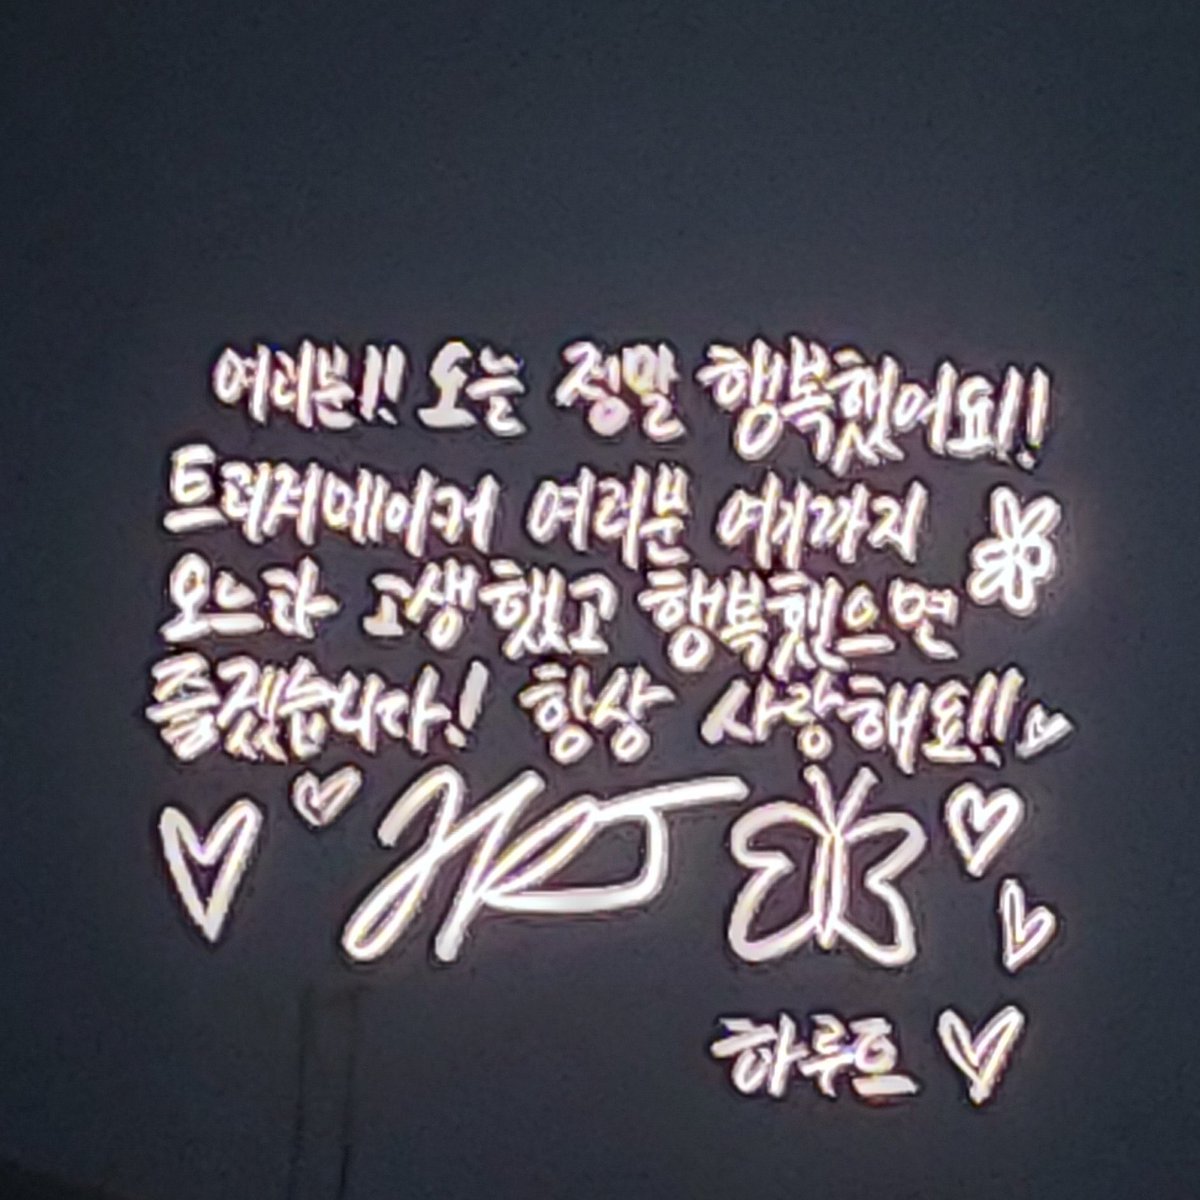 여러분!! 오늘 정말 행복했어요!!
트레저메이커 여러분 여기까지
오느라 고생했고 행복했으면
좋겠습니다! 항상 사랑해요!!
HRT
하루토